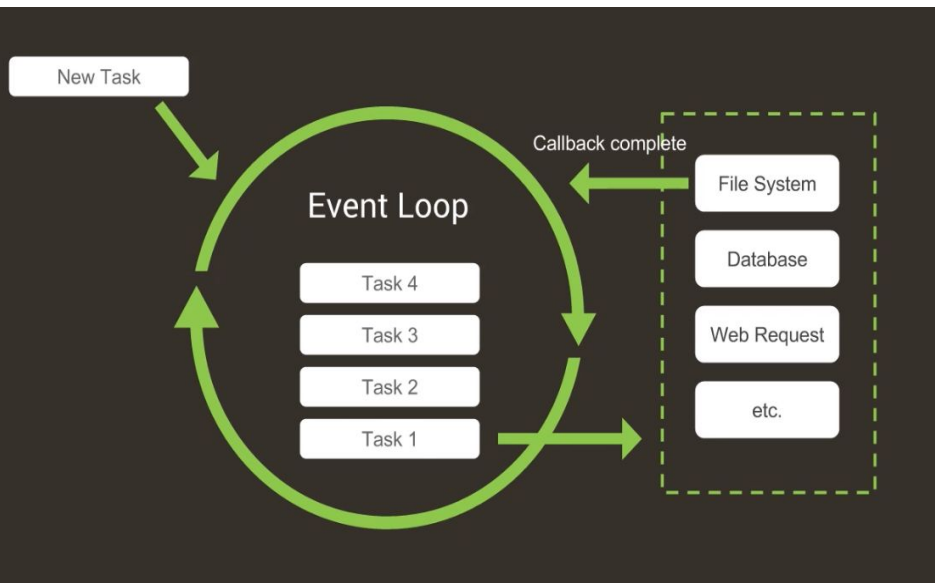 New Task
Callback complete
File System
Event Loop
Database
Task 4
Task 3
Web Request
Task 2
etc.
Task 1